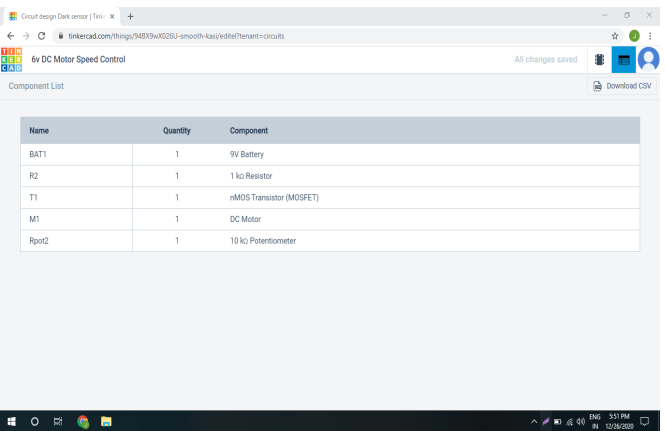 Circuit design Dark sensor | Tink
tinkercad.com/things/948X9wX026U-smooth-kasi/editel?tenant=circuits
J
TIN
KER
CAD
6v DC Motor Speed Control
All changes saved
Component List
Download CSV
Name Quantity Component
BAT1 1 9V Battery
R2 1 1 kΩ Resistor
T1 1 nMOS Transistor (MOSFET)
M1 1 DC Motor
Rpot2 1 10 kΩ Potentiometer
ENG 5:51 PM
IN 12/26/2020